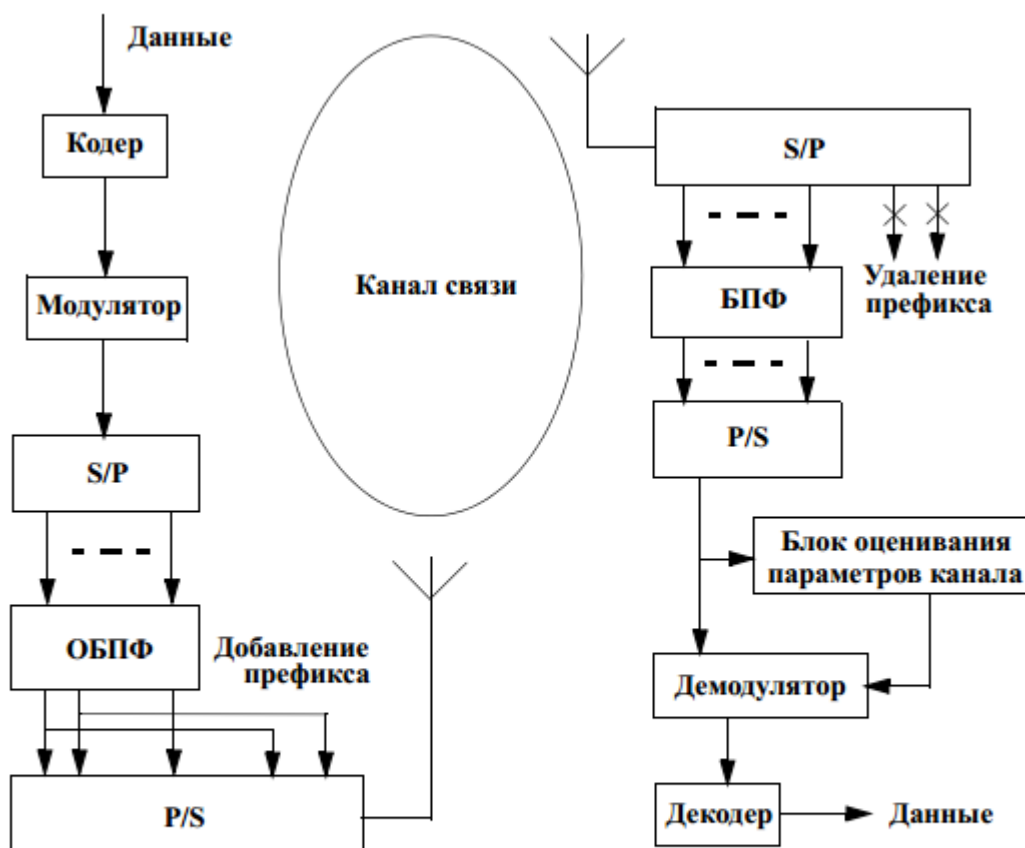 Данные
Кодер
Модулятор
S/P
ОБПФ
Добавление
префикса
P/S
Канал связи
S/P
Удаление
префикса
БПФ
P/S
Блок оценивания
параметров канала
Демодулятор
Декодер
Данные